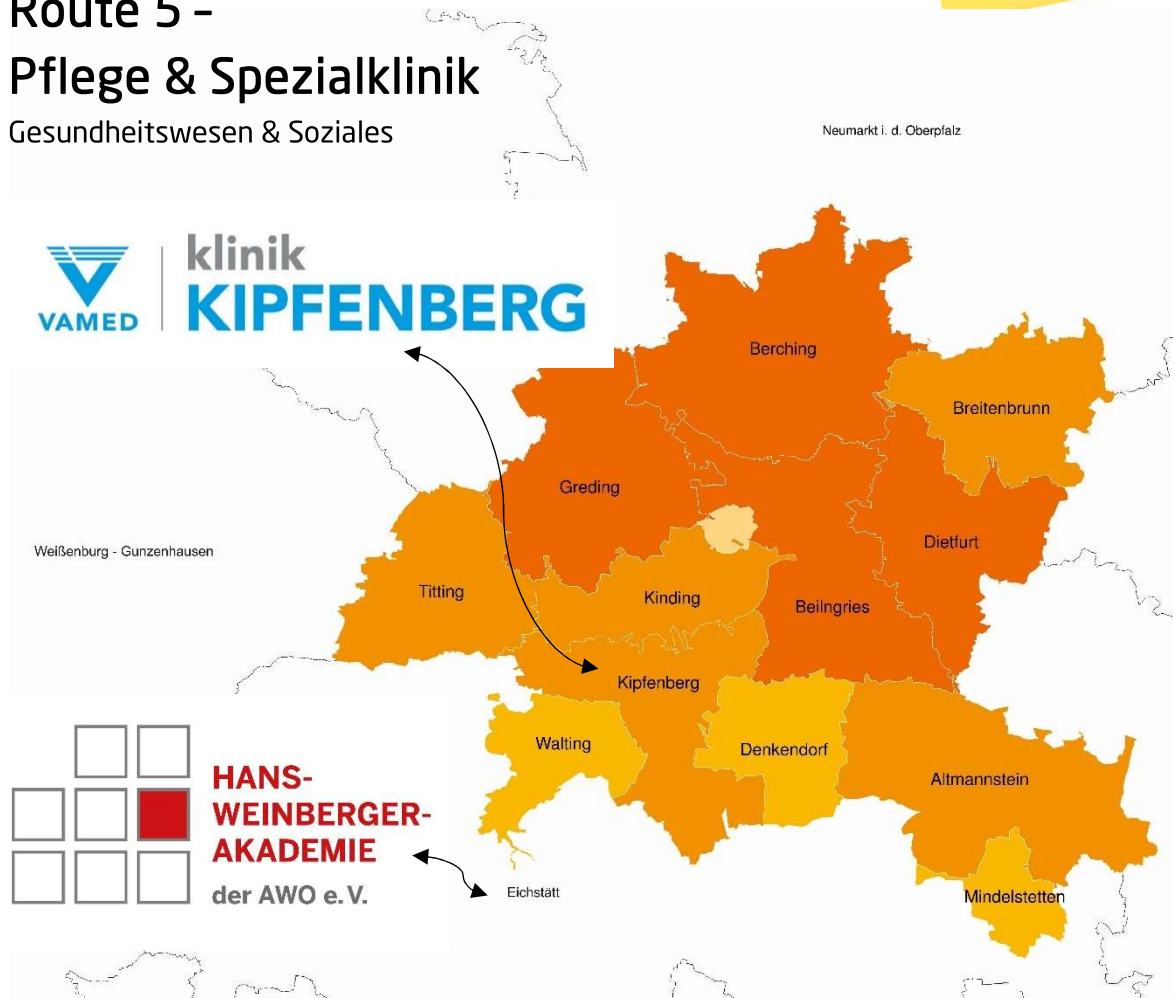 Route 5 –
Pflege & Spezialklinik
Gesundheitswesen & Soziales
Neumarkt i. d. Oberpfalz
klinik
VAMED
KIPFENBERG
Berching
Breitenbrunn
Greding
Dietfurt
Weißenburg - Gunzenhausen
Titting
Kinding
Beilngries
Kipfenberg
Walting
Denkendorf
Altmannstein
HANS-
WEINBERGER-
AKADEMIE
der AWO e. V.
Eichstätt
Mindelstetten